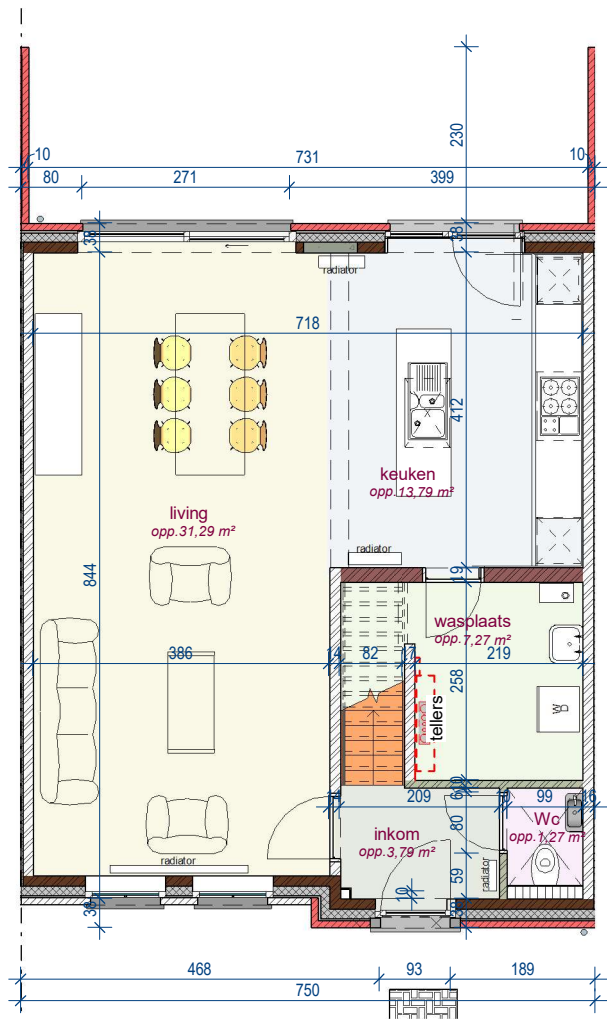 230
10 731 10
80 271 399
38 38
radiator
718
412
keuken
opp.13,79 m²
living
opp.31,29 m²
radiator
844
19
wasplaats
opp.7,27 m²
386 14 82 219
258
tellers
10
6
209 99 16
80
inkom
opp.3,79 m²
Wc
opp.1,27 m²
radiator
radiator
59
10
38
468 93 189
750